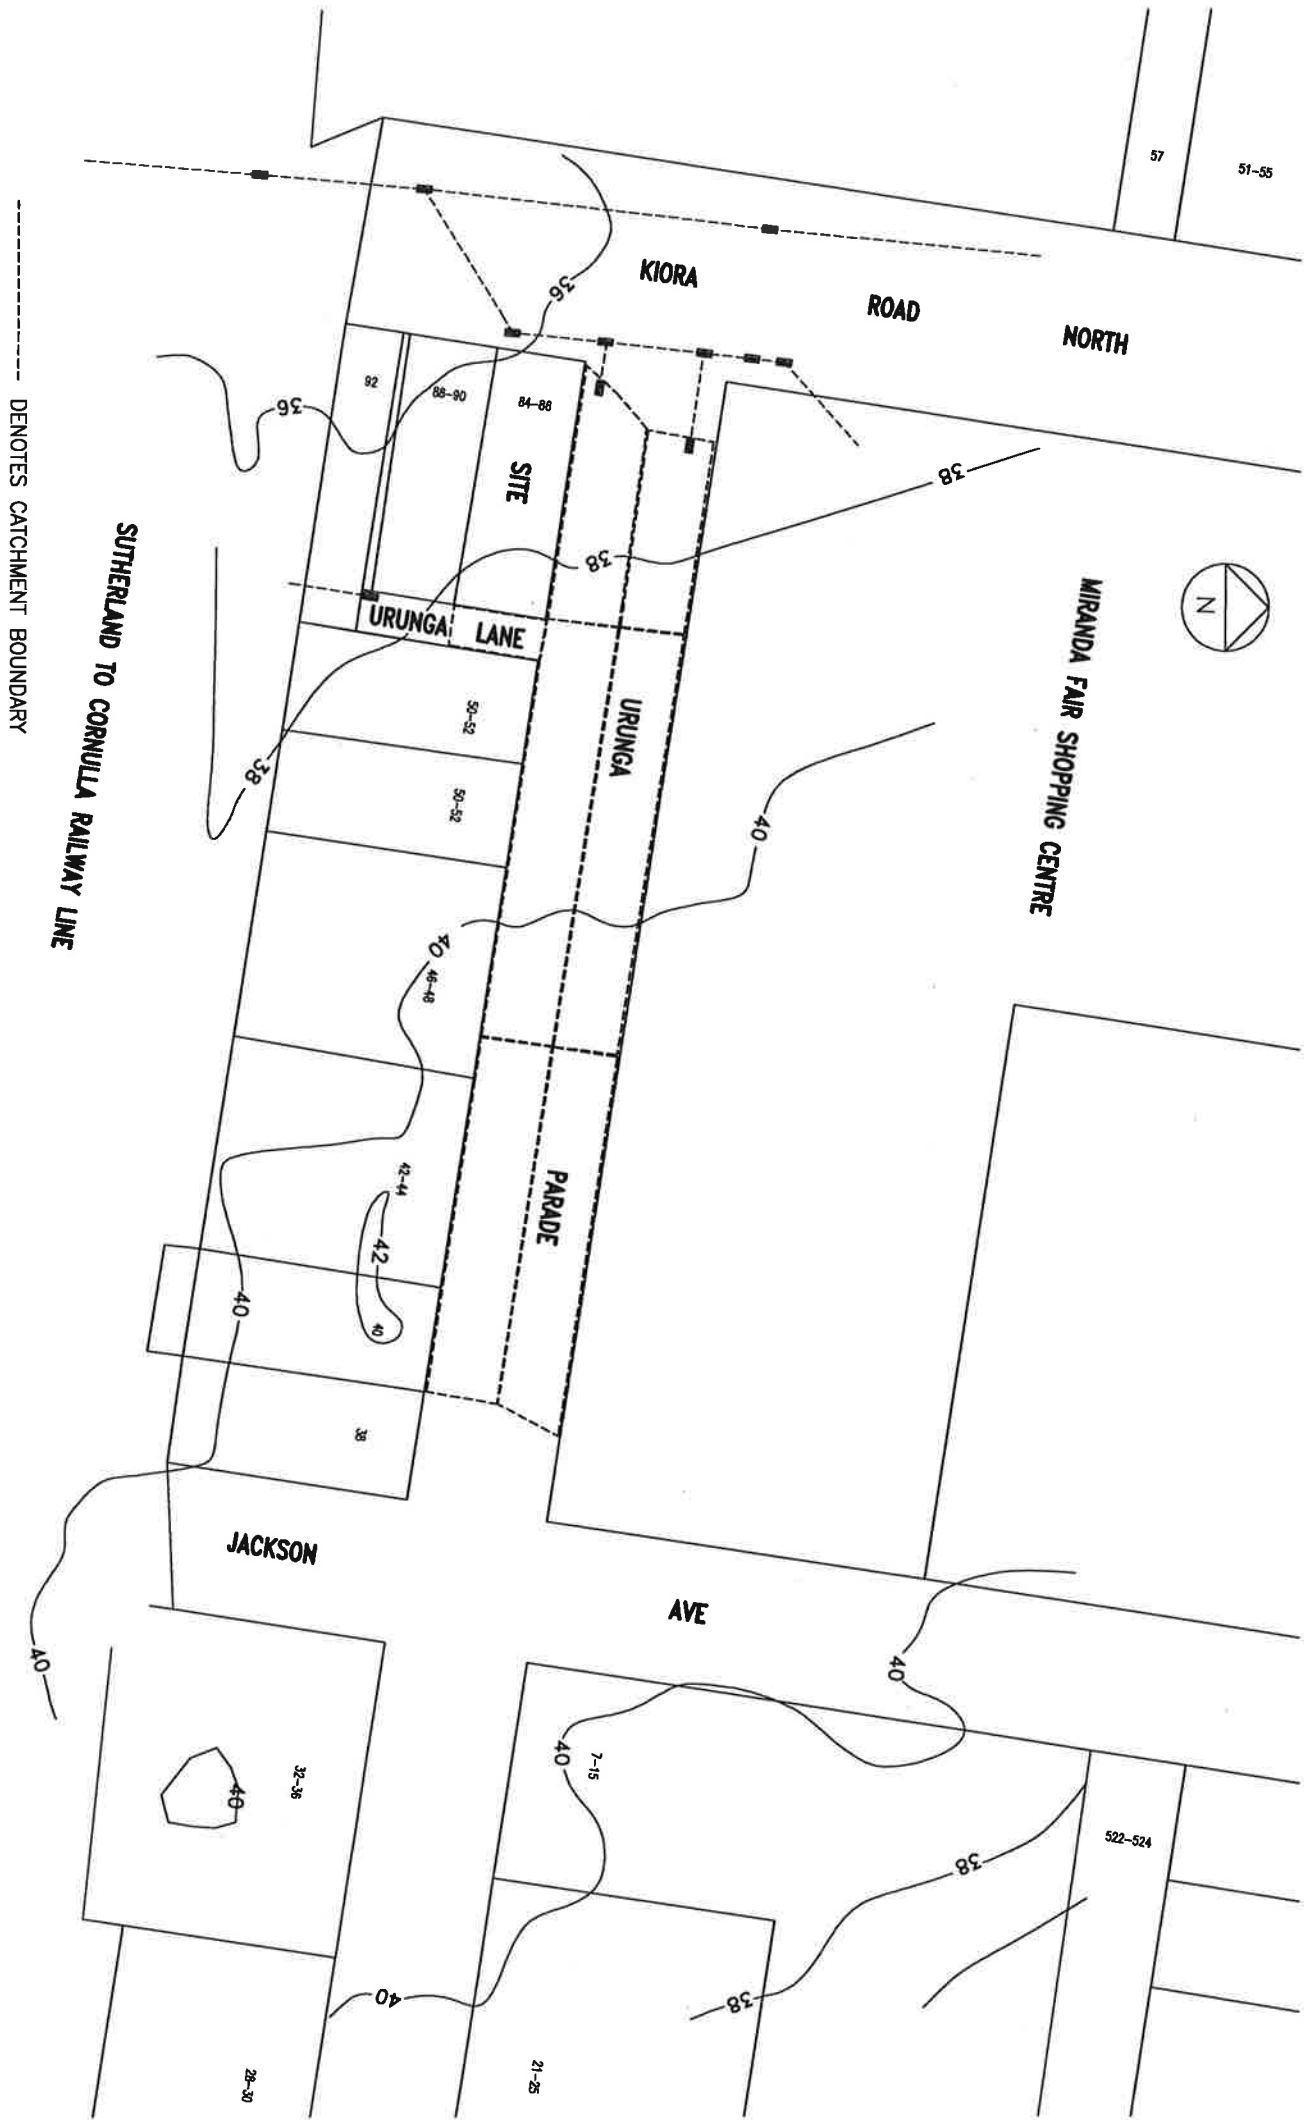 51-55
57
KIORA
ROAD
NORTH
36
36
92
88-90
84-86
SITE
38
38
N
MIRANDA FAIR SHOPPING CENTRE
URUNGA
LANE
50-52
50-52
38
URUNGA
40
40
46-48
PARADE
42-44
42
40
40
38
JACKSON
AVE
40
40
40
7-15
32-36
40
38
522-524
40
38
28-30
21-25
SUTHERLAND TO CORNULLA RAILWAY LINE
DENOTES CATCHMENT BOUNDARY